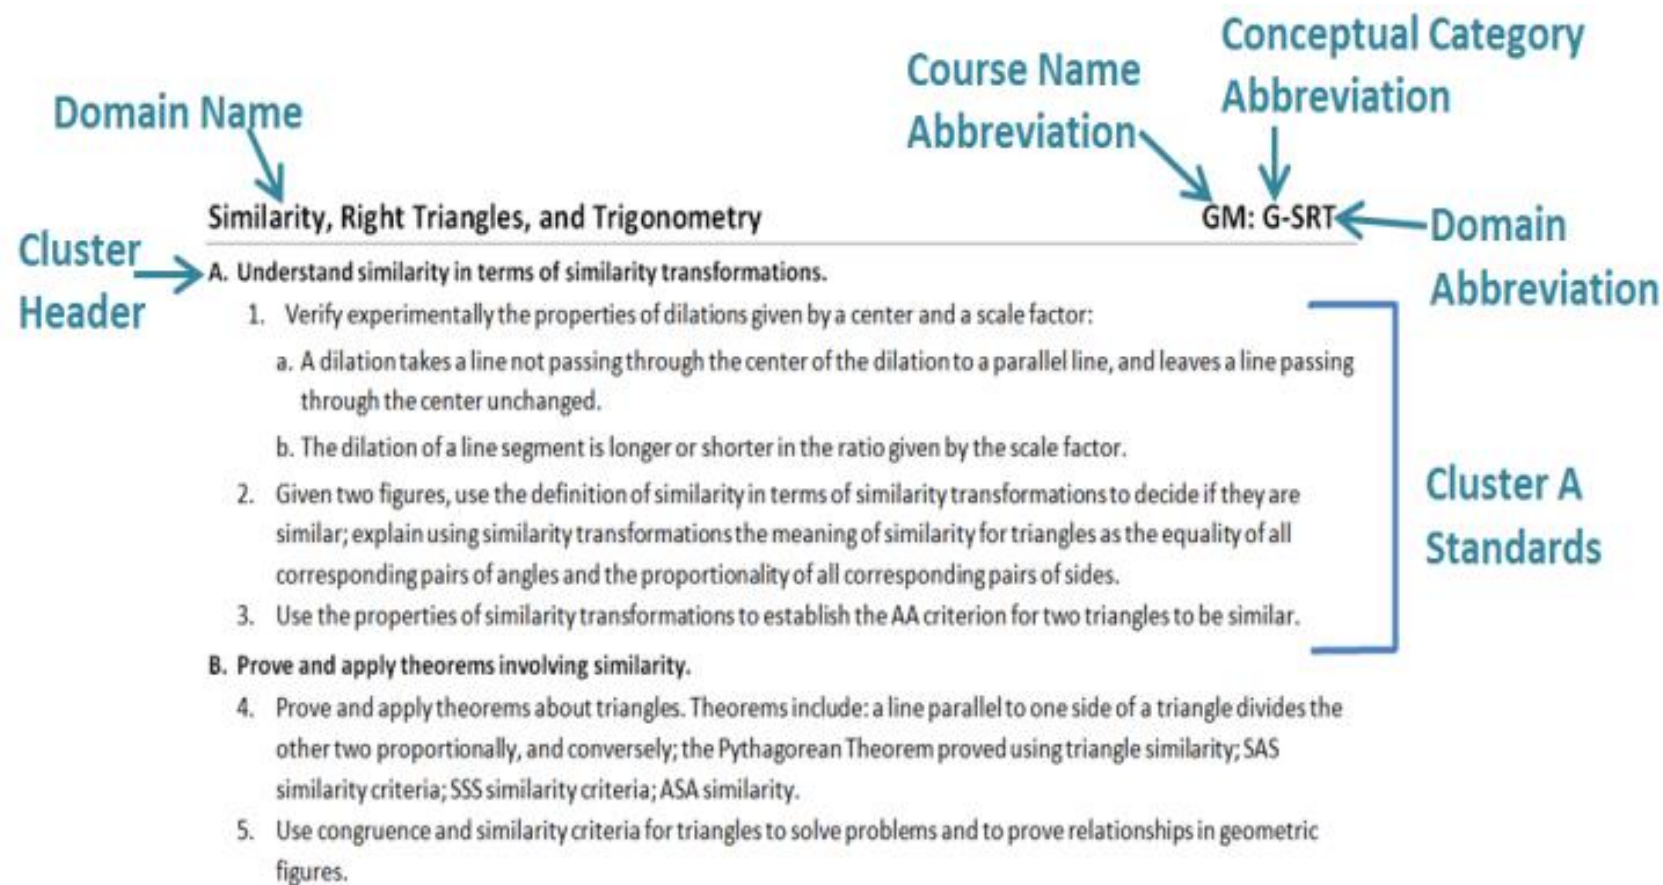 Conceptual Category
Abbreviation
Course Name
Abbreviation
Domain Name
Similarity, Right Triangles, and Trigonometry
GM: G-SRT
Domain
Abbreviation
Cluster
Header
A. Understand similarity in terms of similarity transformations.
1. Verify experimentally the properties of dilations given by a center and a scale factor:
a. A dilation takes a line not passing through the center of the dilation to a parallel line, and leaves a line passing
through the center unchanged.
b. The dilation of a line segment is longer or shorter in the ratio given by the scale factor.
2. Given two figures, use the definition of similarity in terms of similarity transformations to decide if they are
similar; explain using similarity transformations the meaning of similarity for triangles as the equality of all
corresponding pairs of angles and the proportionality of all corresponding pairs of sides.
3. Use the properties of similarity transformations to establish the AA criterion for two triangles to be similar.
Cluster A
Standards
B. Prove and apply theorems involving similarity.
4. Prove and apply theorems about triangles. Theorems include: a line parallel to one side of a triangle divides the
other two proportionally, and conversely; the Pythagorean Theorem proved using triangle similarity; SAS
similarity criteria; SSS similarity criteria; ASA similarity.
5. Use congruence and similarity criteria for triangles to solve problems and to prove relationships in geometric
figures.